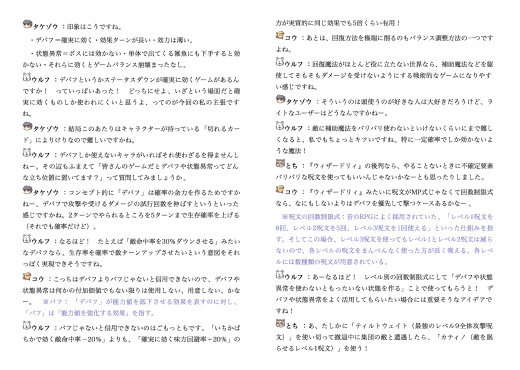 タケゾウ：印象はこうですね。
・デバフ＝確実に効く・効果ターンが長い・効力は薄い。
・状態異常＝ボスには効かない・単体で出てくる雑魚にも下手すると効
かない・それらに効くとゲームバランス崩壊まったなし。
ウルフ：デバフというかステータスダウンが確実に効くゲームがあるん
ですか！　っていっぱいあった！　どっちにせよ、いざという場面だと確
実に効くものしか使われにくいと思うよ、ってのが今回の私の主張です
ね。
タケゾウ：結局このあたりはキャラクターが持っている「切れるカー
ド」によりけりなので難しいですかね。
ウルフ：デバフしか使えないキャラがいればそれ使わざるを得ませんし
ねー。その辺もふまえて「皆さんのゲームだとデバフや状態異常ってどん
な立ち位置に置いてます？」って質問してみましょうか。
タケゾウ：コンセプト的に「デバフ」は確率の余力を作るためですか
ねー、デバフで攻撃や受けるダメージの試行回数を伸ばすというといった
感じですかね。2ターンでやられるところを5ターンまで生存確率を上げる
（それでも確率だけど）。
ウルフ：なるほど！　たとえば「敵命中率を30％ダウンさせる」みたい
なデバフなら、生存率を確率で数ターンアップさせたいという意図をそれ
っぽく実現できそうですね。
コウ：こっちはデバフよりバフじゃないと信用できないので、デバフや
状態異常は何かの付加価値でもない限りは使用しない、用意しない、かな
ー。　※バフ：「デバフ」が能力値を低下させる効果を表すのに対し、
「バフ」は「能力値を強化する効果」を指す。
ウルフ：バフじゃないと信用できないのはごもっともです。「いちかば
ちかで効く敵命中率－20％」よりも、「確実に効く味方回避率＋20％」の
方が実質的に同じ効果でも5倍くらい有用！
コウ：あとは、回復方法を極端に削るのもバランス調整方法の一つです
よね。
ウルフ：回復魔法がほとんど役に立たない世界なら、補助魔法などを駆
使してそもそもダメージを受けないようにする戦術的なゲームになりやす
い感じですね。
タケゾウ：そういうのは頭使うのが好きな人は大好きだろうけど、ラ
イトなユーザーはどうなんですかねー。
ウルフ：敵に補助魔法をバリバリ使わないといけないくらいにまで難し
くなると、私でもちょっとキツいですね。特に一定確率でしか効かないよ
うな魔法！
とち：『ウィザードリィ』の後列なら、やることないときに不確定要素
バリバリな呪文を使ってもいいんじゃないかなーとも思ったりしました。
コウ：『ウィザードリィ』みたいに呪文がMP式じゃなくて回数制限式
なら、なにもしないよりはデバフを優先して撃つケースあるかなー 。
※呪文の回数制限式：昔のRPGによく採用されていた、「レベル1呪文を
8回、レベル2呪文を5回、レベル3呪文を1回使える」といった仕組みを指
す。そしてこの場合、レベル3呪文を使ってもレベル1とレベル2呪文は減ら
ないので、各レベルの呪文をまんべんなく使った方が長く戦える。各レベ
ルには数種類の呪文が用意されている。
ウルフ：あーなるほど！　レベル別の回数制限式にして「デバフや状態
異常を使わないともったいない状態を作る」ことで使ってもらうと！　デ
バフや状態異常をよく活用してもらいたい場合には重要そうなアイデアで
すね！
とち：あ、たしかに「ティルトウェイト（最強のレベル9全体攻撃呪
文）」を使い切って撤退中に集団の敵と遭遇したら、「カティノ（敵を眠
らせるレベル1呪文）」を使う！